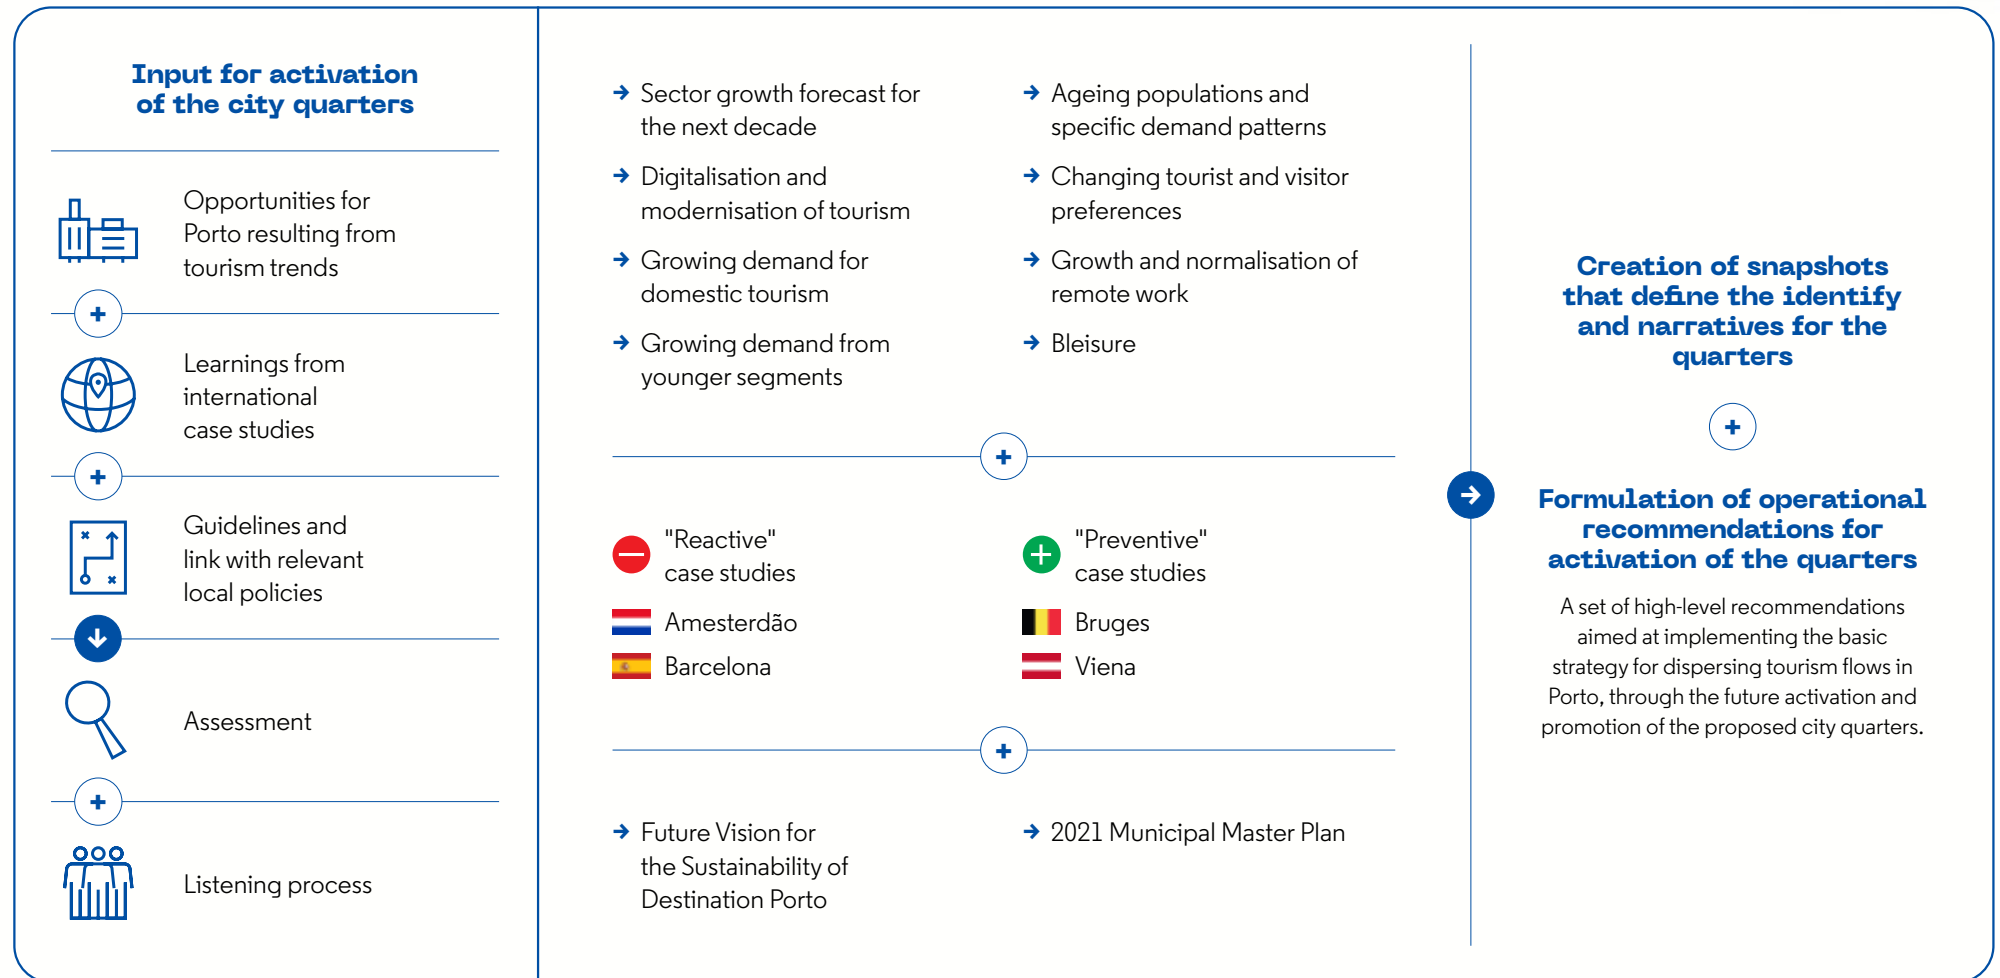 Input for activation
of the city quarters
Opportunities for
Porto resulting from
tourism trends
Learnings from
international
case studies
Guidelines and
link with relevant
local policies
Assessment
Listening process
Sector growth forecast for
the next decade
Digitalisation and
modernisation of tourism
Growing demand for
domestic tourism
Growing demand from
younger segments
Ageing populations and
specific demand patterns
Changing tourist and visitor
preferences
Growth and normalisation of
remote work
Bleisure
"Reactive"
case studies
Amesterdão
Barcelona
"Preventive"
case studies
Bruges
Viena
Future Vision for
the Sustainability of
Destination Porto
2021 Municipal Master Plan
Creation of snapshots
that define the identify
and narratives for the
quarters
Formulation of operational
recommendations for
activation of the quarters
A set of high-level recommendations
aimed at implementing the basic
strategy for dispersing tourism flows in
Porto, through the future activation and
promotion of the proposed city quarters.